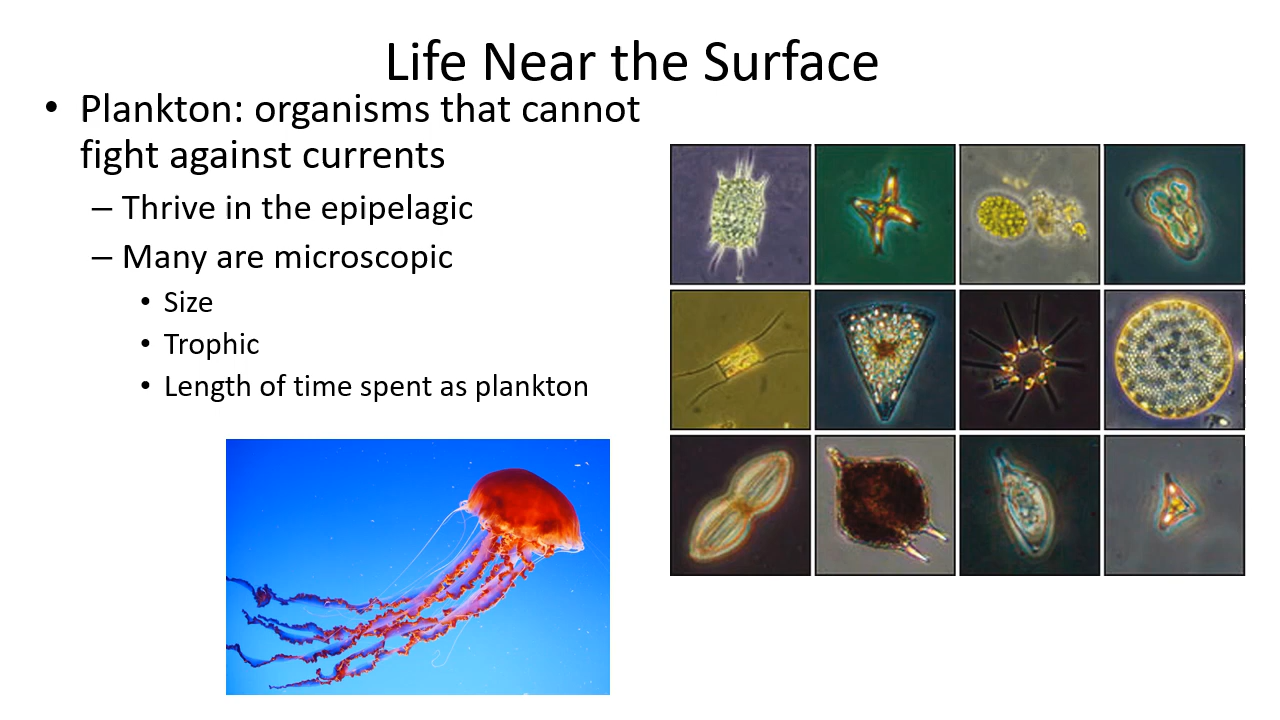 Life Near the Surface
• Plankton: organisms that cannot
fight against currents
– Thrive in the epipelagic
– Many are microscopic
• Size
• Trophic
• Length of time spent as plankton